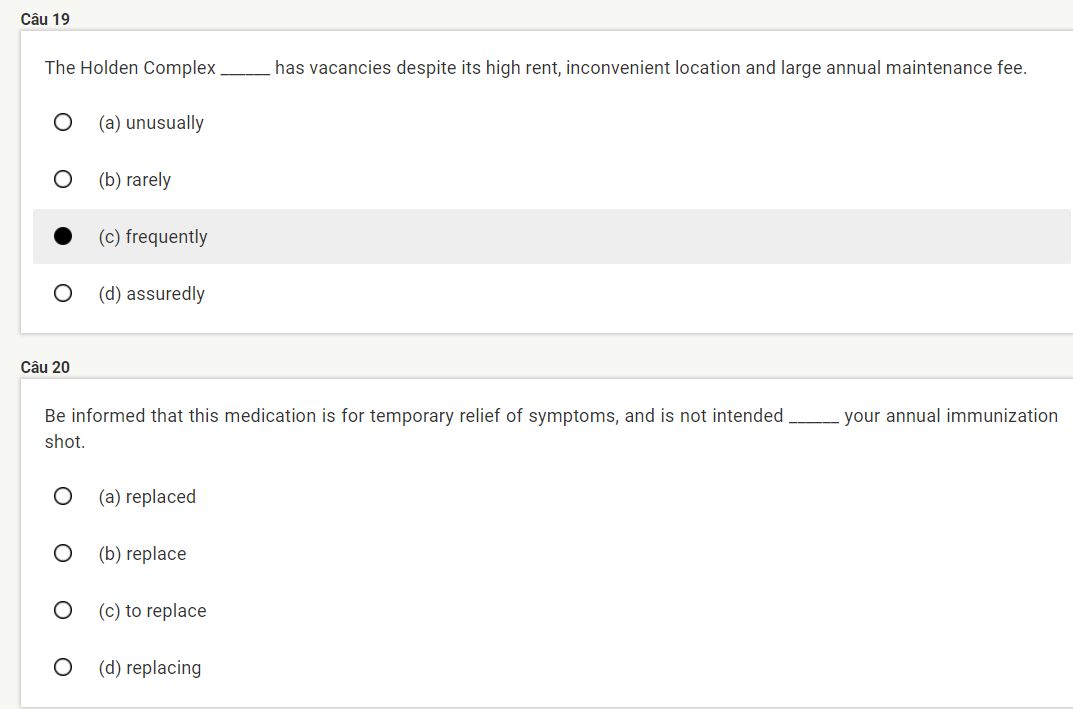 Câu 19
The Holden Complex ______ has vacancies despite its high rent, inconvenient location and large annual maintenance fee.
(a) unusually
(b) rarely
(c) frequently
(d) assuredly
Câu 20
Be informed that this medication is for temporary relief of symptoms, and is not intended ______ your annual immunization
shot.
(a) replaced
(b) replace
(c) to replace
(d) replacing